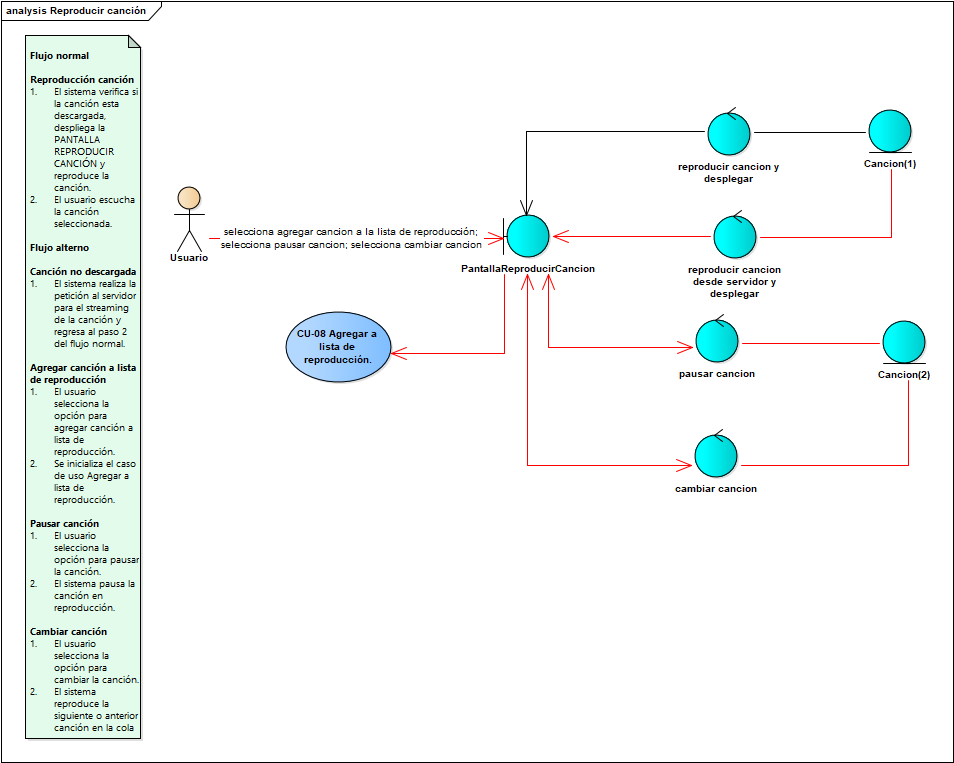 analysis Reproducir canción
Flujo normal
Reproducción canción
1. El sistema verifica si
la canción esta
descargada,
despliega la
PANTALLA
REPRODUCIR
CANCIÓN y
reproduce la
canción.
2. El usuario escucha
la canción
seleccionada.
Flujo alterno
Canción no descargada
1. El sistema realiza la
petición al servidor
para el streaming
de la canción y
regresa al paso 2
del flujo normal.
Agregar canción a lista
de reproducción
1. El usuario
selecciona la
opción para
agregar canción a
lista de
reproducción.
2. Se inicializa el caso
de uso Agregar a
lista de
reproducción.
Pausar canción
1. El usuario
selecciona la
opción para pausar
la canción.
2. El sistema pausa la
canción en
reproducción.
Cambiar canción
1. El usuario
selecciona la
opción para
cambiar la canción.
2. El sistema
reproduce la
siguiente o anterior
canción en la cola
Usuario
selecciona agregar cancion a la lista de reproducción;
selecciona pausar cancion; selecciona cambiar cancion
PantallaReproducirCancion
CU-08 Agregar a
lista de
reproducción.
reproducir cancion y
desplegar
Cancion(1)
reproducir cancion
desde servidor y
desplegar
pausar cancion
Cancion(2)
cambiar cancion